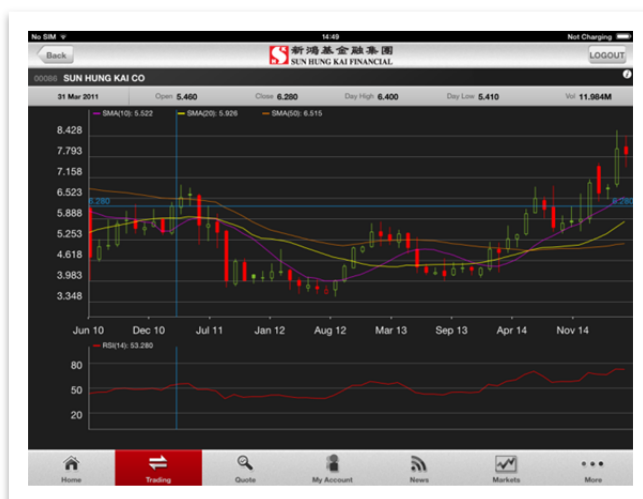 No SIM 14:49 Not Charging
Back 新鴻基金融集團 LOGOUT
SUN HUNG KAI FINANCIAL
00086 SUN HUNG KAI CO
31 Mar 2011 Open 5.460 Close 6.280 Day High 6.400 Day Low 5.410 Vol 11.984M
SMA(10): 5.522 SMA(20): 5.926 SMA(50): 6.515
8.428
7.793
7.158
6.523
6.280 6.280
5.888
5.253
4.618
3.983
3.348
Jun 10 Dec 10 Jul 11 Jan 12 Aug 12 Mar 13 Sep 13 Apr 14 Nov 14
RSI(14): 53.280
80
50
20
Home Trading Quote My Account News Markets More